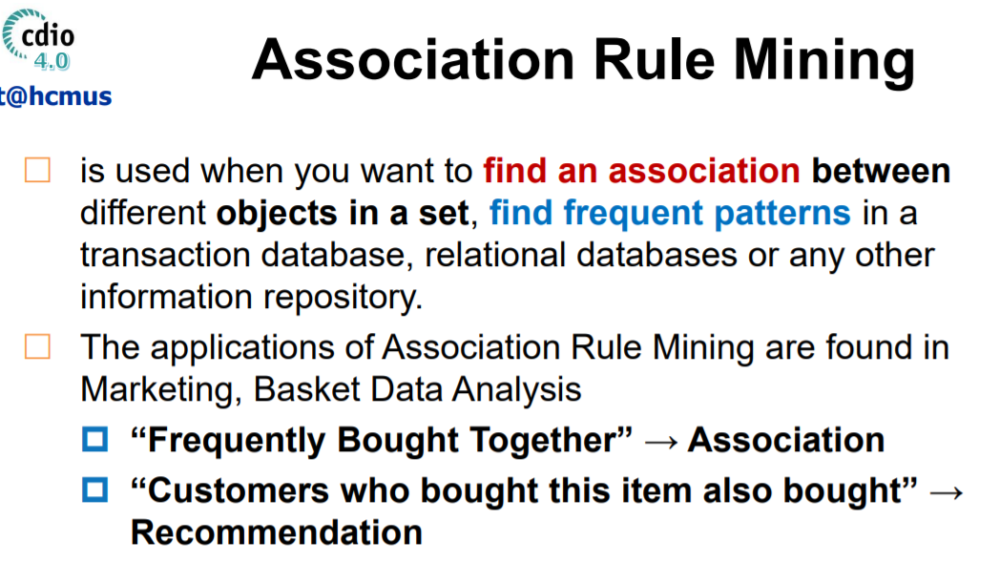 cdio
4.0
t@hcmus
Association Rule Mining
is used when you want to find an association between
different objects in a set, find frequent patterns in a
transaction database, relational databases or any other
information repository.
The applications of Association Rule Mining are found in
Marketing, Basket Data Analysis
“Frequently Bought Together” → Association
“Customers who bought this item also bought” →
Recommendation